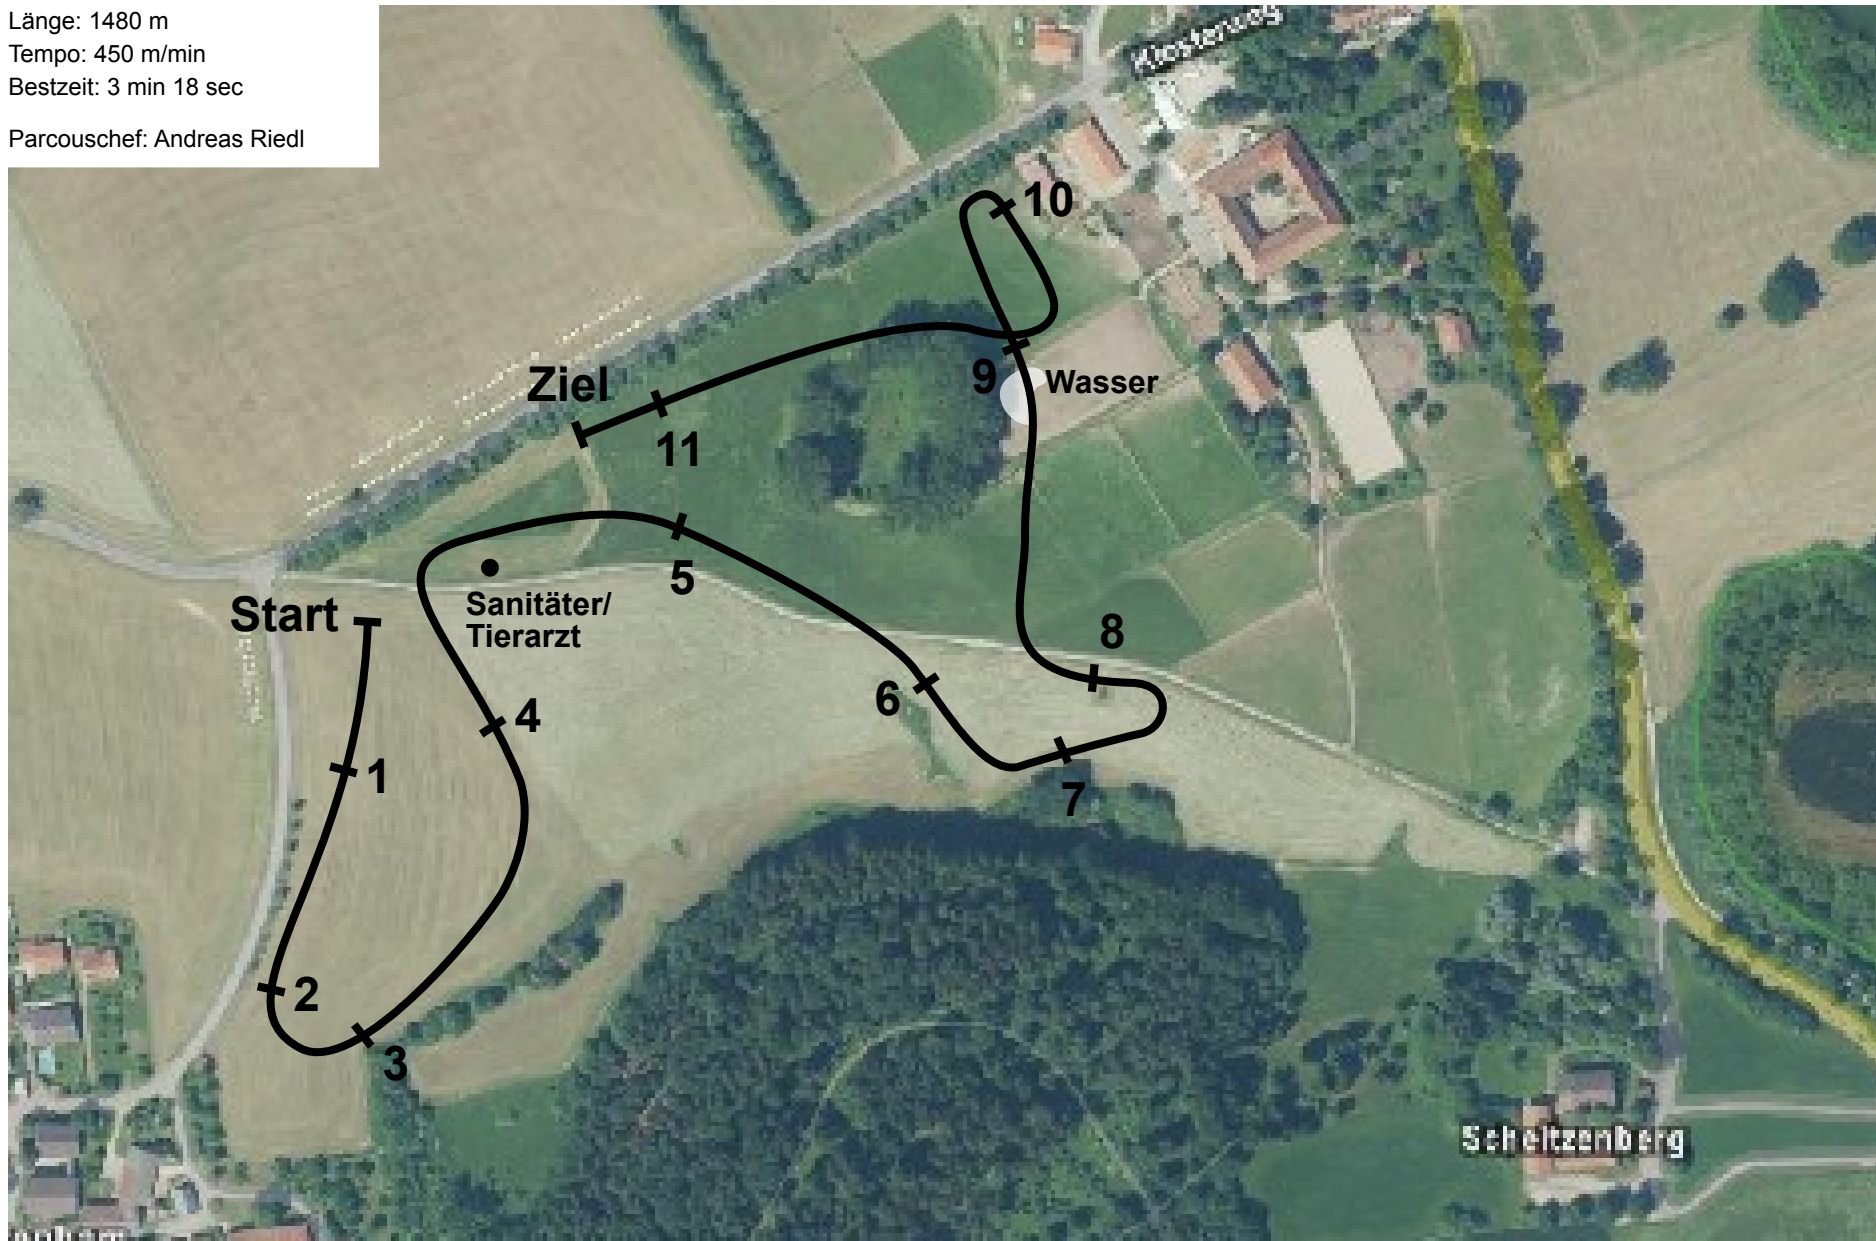 Länge: 1480 m
Tempo: 450 m/min
Bestzeit: 3 min 18 sec
Parcouschef: Andreas Riedl
Klosterweg
10
Ziel
9
Wasser
11
5
Sanitäter/
Tierarzt
Start
8
6
4
1
7
2
3
Scheitzenberg